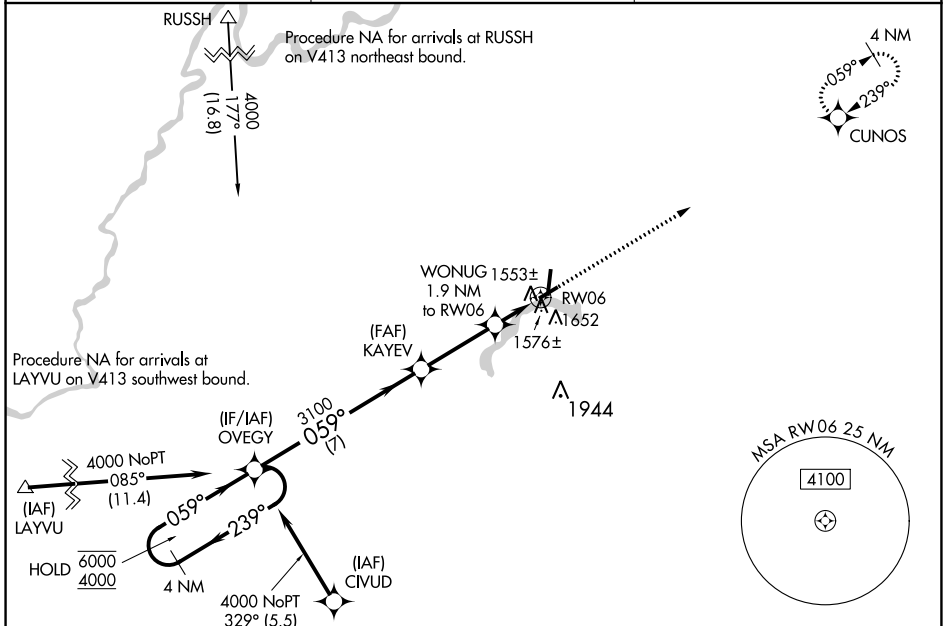 RUSSH
Procedure NA for arrivals at RUSSH
on V413 northeast bound.
4000
177°
(16.8)
4 NM
059°
239°
CUNOS
WONUG
1.9 NM
to RW06
1553±
RW06
1652
1576±
(FAF)
KAYEV
1944
Procedure NA for arrivals at
LAYVU on V413 southwest bound.
(IF/IAF)
OVEGY
3100
059°
(7)
4000 NoPT
085°
(11.4)
(IAF)
LAYVU
059°
239°
HOLD
6000
4000
4 NM
4000 NoPT
329° (5.5)
(IAF)
CIVUD
MSA RW06 25 NM
4100